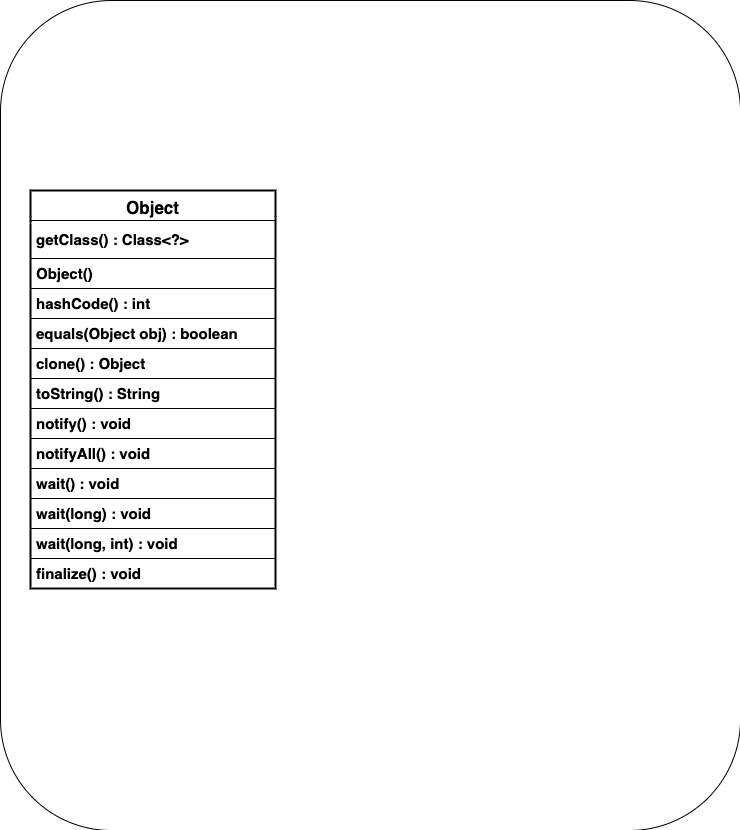 Object
getClass() : Class<?>
Object()
hashCode() : int
equals(Object obj) : boolean
clone() : Object
toString() : String
notify() : void
notifyAll() : void
wait() : void
wait(long) : void
wait(long, int) : void
finalize() : void